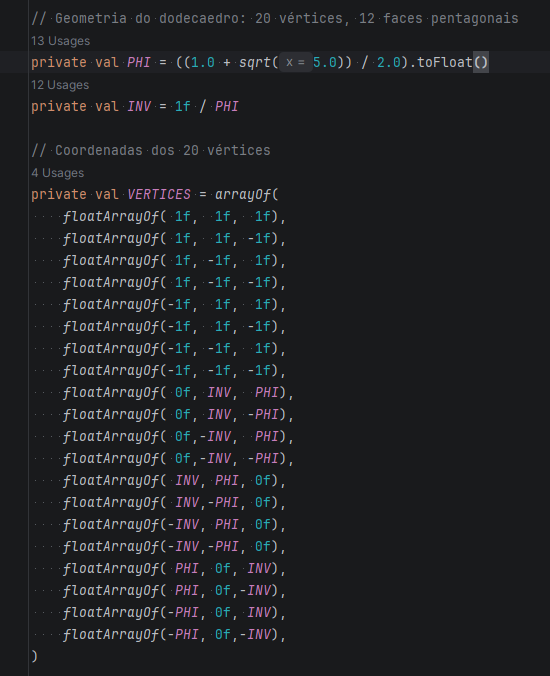 // Geometria do dodecaedro: 20 vértices, 12 faces pentagonais
13 Usages
private val PHI = ((1.0 + sqrt( x = 5.0)) / 2.0).toFloat()
12 Usages
private val INV = 1f / PHI
// Coordenadas dos 20 vértices
4 Usages
private val VERTICES = arrayOf(
    floatArrayOf( 1f,  1f,  1f),
    floatArrayOf( 1f,  1f, -1f),
    floatArrayOf( 1f, -1f,  1f),
    floatArrayOf( 1f, -1f, -1f),
    floatArrayOf(-1f,  1f,  1f),
    floatArrayOf(-1f,  1f, -1f),
    floatArrayOf(-1f, -1f,  1f),
    floatArrayOf(-1f, -1f, -1f),
    floatArrayOf( 0f, INV,  PHI),
    floatArrayOf( 0f, INV, -PHI),
    floatArrayOf( 0f,-INV,  PHI),
    floatArrayOf( 0f,-INV, -PHI),
    floatArrayOf( INV, PHI, 0f),
    floatArrayOf( INV,-PHI, 0f),
    floatArrayOf(-INV, PHI, 0f),
    floatArrayOf(-INV,-PHI, 0f),
    floatArrayOf( PHI, 0f, INV),
    floatArrayOf( PHI, 0f,-INV),
    floatArrayOf(-PHI, 0f, INV),
    floatArrayOf(-PHI, 0f,-INV),
)